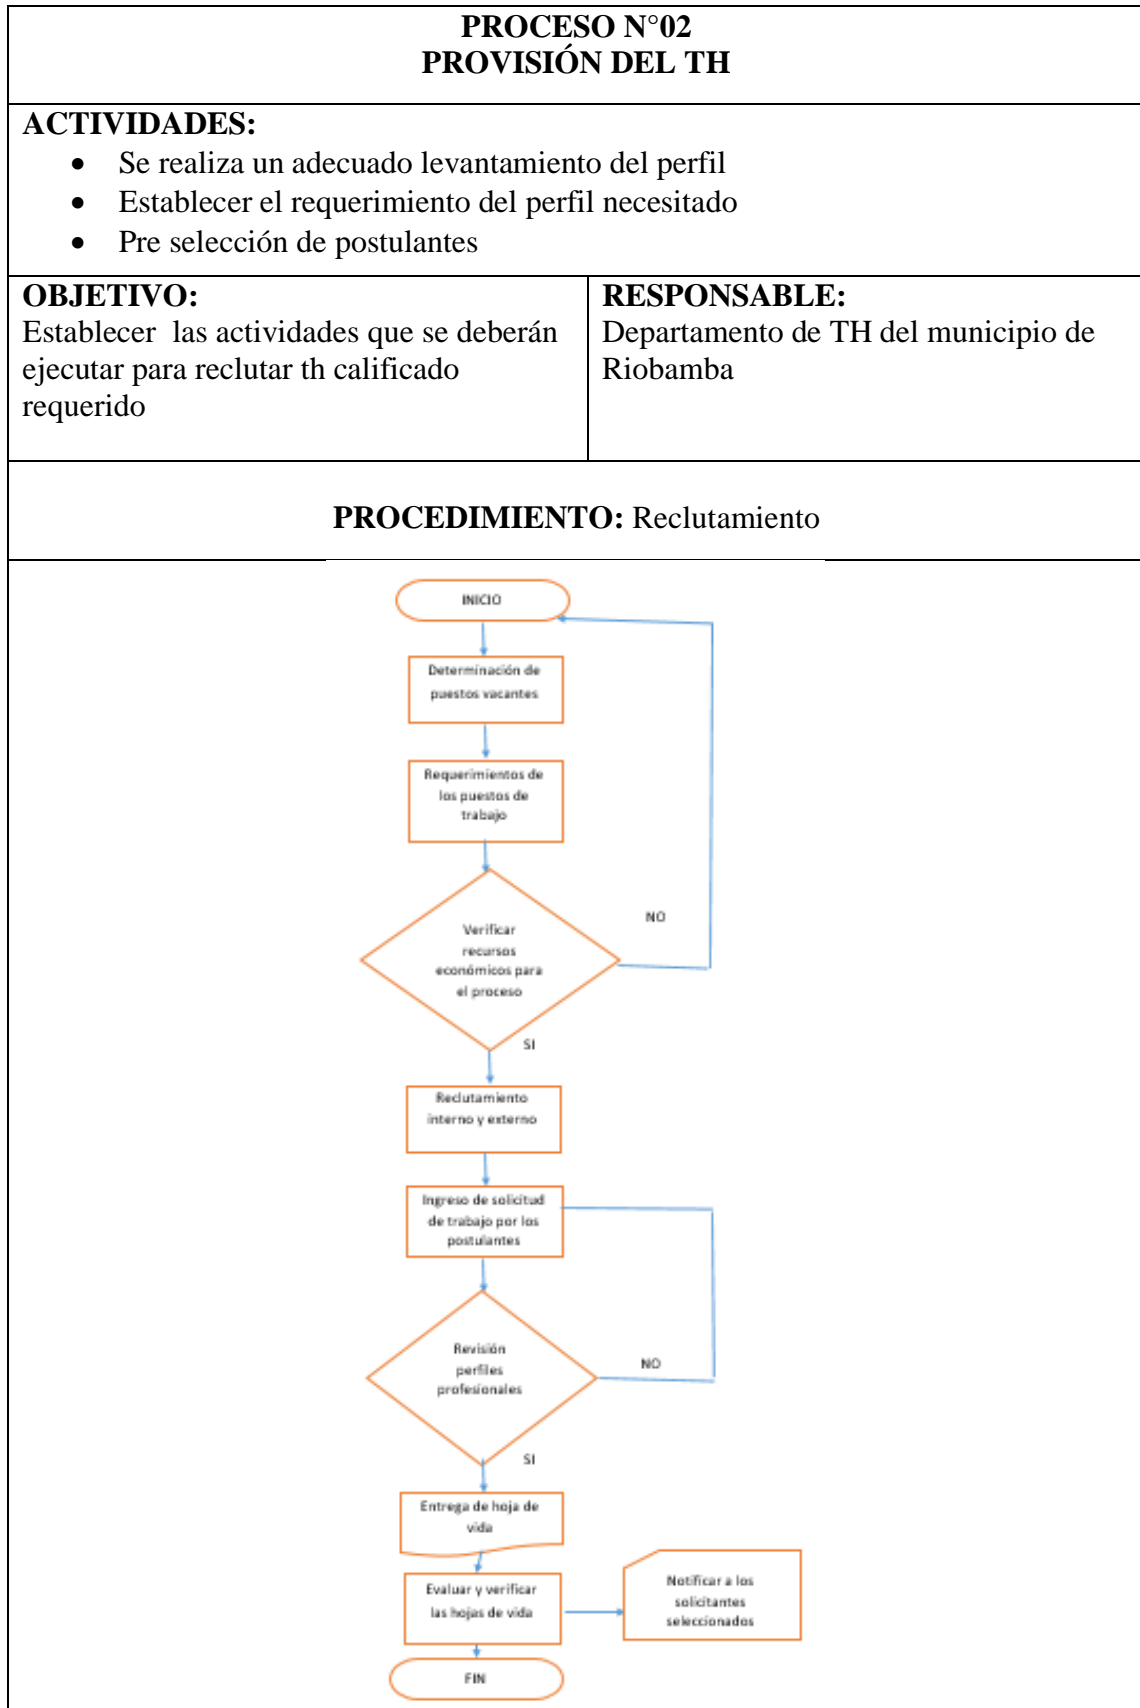 PROCESO N°02
PROVISIÓN DEL TH
ACTIVIDADES:
• Se realiza un adecuado levantamiento del perfil
• Establecer el requerimiento del perfil necesitado
• Pre selección de postulantes
OBJETIVO:
Establecer las actividades que se deberán
ejecutar para reclutar th calificado
requerido
RESPONSABLE:
Departamento de TH del municipio de
Riobamba
PROCEDIMIENTO: Reclutamiento
INICIO
Determinación de
puestos vacantes
Requerimientos de
los puestos de
trabajo
Verificar
recursos
económicos para
el proceso
NO
SI
Reclutamiento
interno y externo
Ingreso de solicitud
de trabajo por los
postulantes
Revisión
perfiles
profesionales
NO
SI
Entrega de hoja de
vida
Evaluar y verificar
las hojas de vida
Notificar a los
solicitantes
seleccionados
FIN